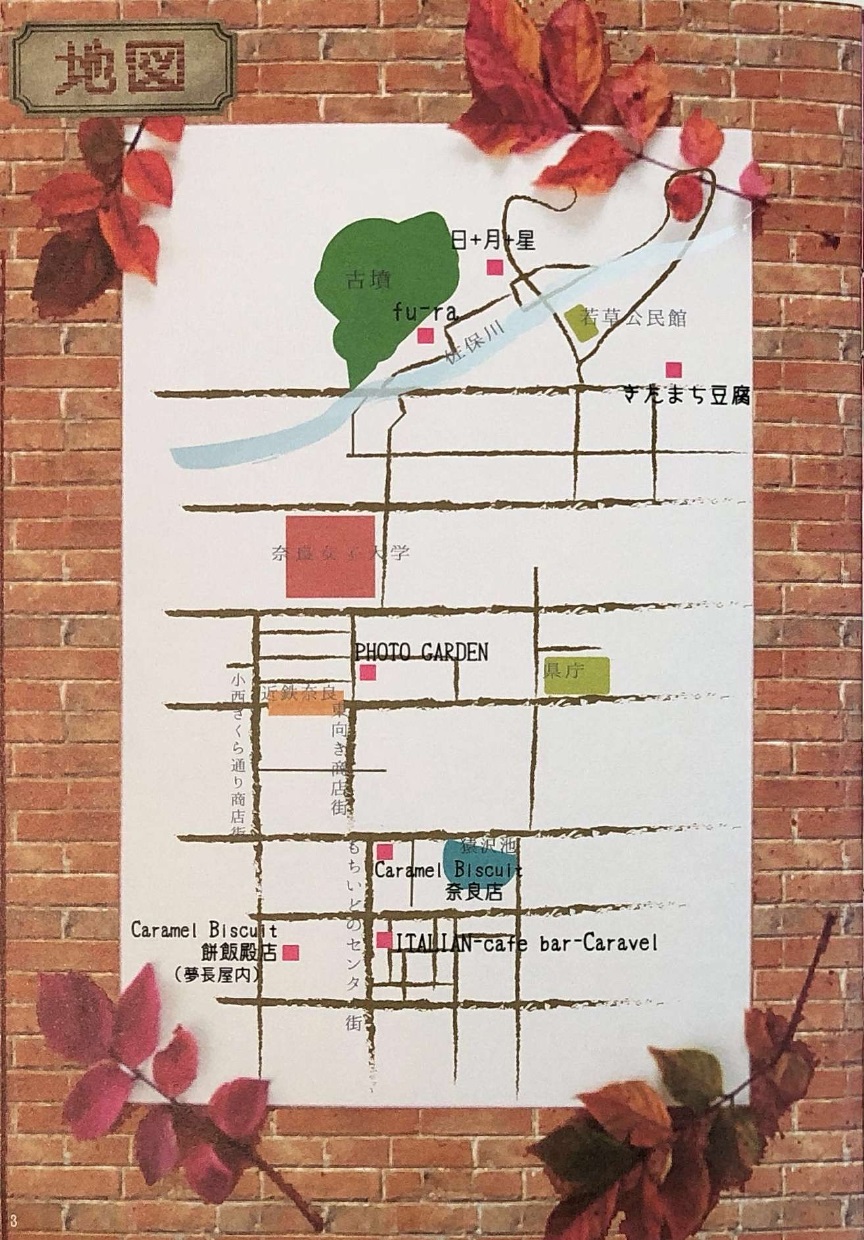 地図
日+月+星
古墳
fu-ra
佐保川
若草公民館
きたまち豆腐
奈良女子大学
PHOTO GARDEN
県庁
小西さくら通り商店街
近鉄奈良
東向き商店街
もちいどのセンター街
猿沢池
Caramel Biscuit
奈良店
Caramel Biscuit
餅飯殿店
(夢長屋内)
ITALIAN-cafe bar-Caravel
3